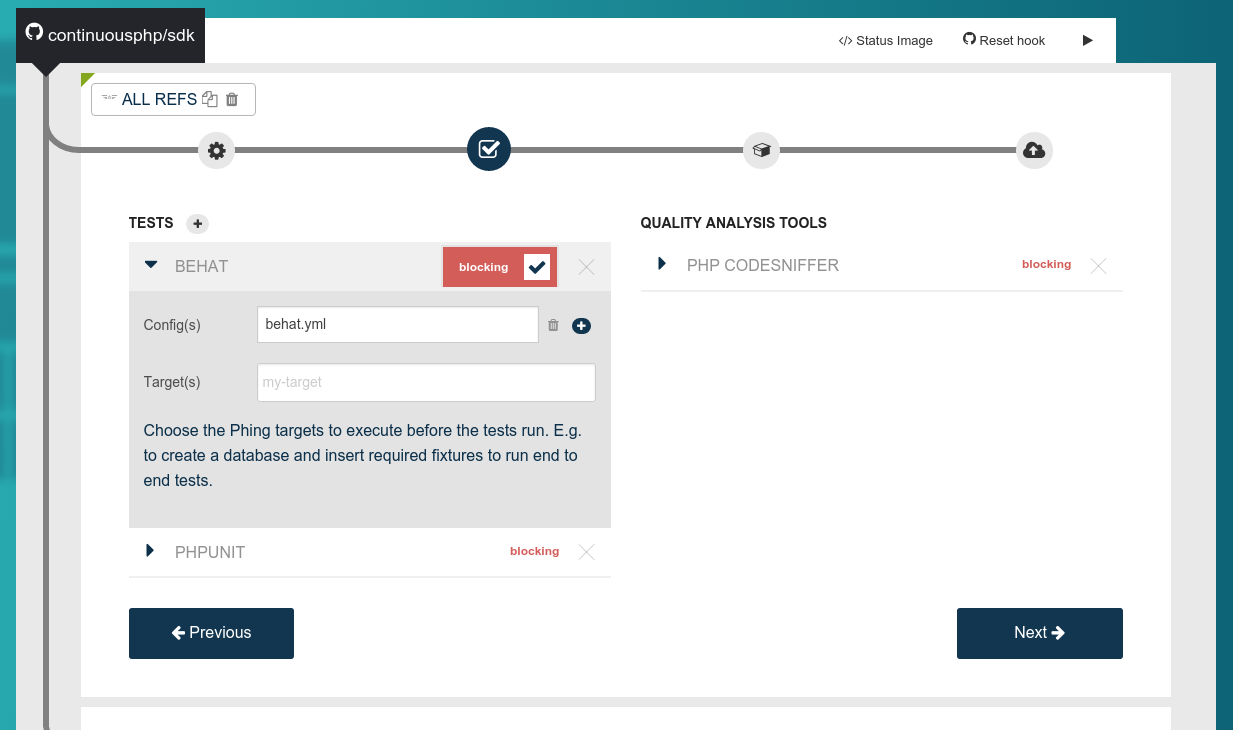 continuousphp/sdk
</> Status Image
Reset hook
ALL REFS
TESTS
BEHAT
blocking
Config(s)
behat.yml
Target(s)
my-target
Choose the Phing targets to execute before the tests run. E.g.
to create a database and insert required fixtures to run end to
end tests.
PHPUNIT
blocking
QUALITY ANALYSIS TOOLS
PHP CODESNIFFER
blocking
Previous
Next